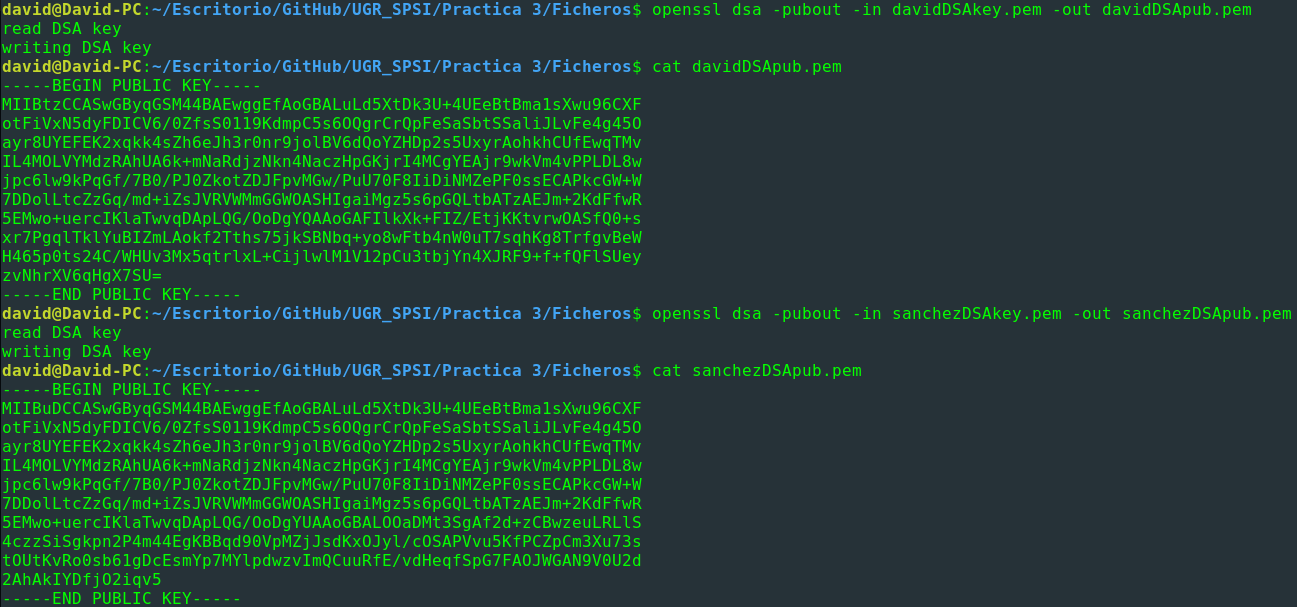 david@David-PC:~/Escritorio/GitHub/UGR_SPSI/Practica 3/Ficheros$ openssl dsa -pubout -in davidDSAkey.pem -out davidDSApub.pem
read DSA key
writing DSA key
david@David-PC:~/Escritorio/GitHub/UGR_SPSI/Practica 3/Ficheros$ cat davidDSApub.pem
-----BEGIN PUBLIC KEY-----
MIIBtzCCASwGByqGSM44BAEwggEfAoGBALuLd5XtDk3U+4UEeBtBma1sXwu96CXF
otFiVxN5dyFDICV6/0ZfsS0119KdmpC5s6OQgrCrQpFeSaSbtSSaliJLvFe4g45O
ayr8UYEFEK2xqkk4sZh6eJh3r0nr9jolBV6dQoYZHDp2s5UxyrAohkhCUfEwqTMv
IL4MOLVYMdzRAhUA6k+mNaRdjzNkn4NaczHpGKjrI4MCgYEAjr9wkVm4vPPLDL8w
jpc6lw9kPqGf/7B0/PJ0ZkotZDJFpvMGw/PuU70F8IiDiNMZePF0ssECAPkcGW+W
7DDolLtcZzGq/md+iZsJVRVWMmGGWOASHIgaiMgz5s6pGQLtbATzAEJm+2KdFfwR
5EMwo+uercIKlaTwvqDApLQG/OoDgYQAAoGAFIlkXk+FIZ/EtjKKtvrwOASfQ0+s
xr7PgqlTklYuBIZmLAokf2Tths75jkSBNbq+yo8wFtb4nW0uT7sqhKg8TrfgvBeW
H465p0ts24C/WHUv3Mx5qtrlxL+CijlwlM1V12pCu3tbjYn4XJRF9+f+fQFlSUey
zvNhrXV6qHgX7SU=
-----END PUBLIC KEY-----
david@David-PC:~/Escritorio/GitHub/UGR_SPSI/Practica 3/Ficheros$ openssl dsa -pubout -in sanchezDSAkey.pem -out sanchezDSApub.pem
read DSA key
writing DSA key
david@David-PC:~/Escritorio/GitHub/UGR_SPSI/Practica 3/Ficheros$ cat sanchezDSApub.pem
-----BEGIN PUBLIC KEY-----
MIIBuDCCASwGByqGSM44BAEwggEfAoGBALuLd5XtDk3U+4UEeBtBma1sXwu96CXF
otFiVxN5dyFDICV6/0ZfsS0119KdmpC5s6OQgrCrQpFeSaSbtSSaliJLvFe4g45O
ayr8UYEFEK2xqkk4sZh6eJh3r0nr9jolBV6dQoYZHDp2s5UxyrAohkhCUfEwqTMv
IL4MOLVYMdzRAhUA6k+mNaRdjzNkn4NaczHpGKjrI4MCgYEAjr9wkVm4vPPLDL8w
jpc6lw9kPqGf/7B0/PJ0ZkotZDJFpvMGw/PuU70F8IiDiNMZePF0ssECAPkcGW+W
7DDolLtcZzGq/md+iZsJVRVWMmGGWOASHIgaiMgz5s6pGQLtbATzAEJm+2KdFfwR
5EMwo+uercIKlaTwvqDApLQG/OoDgYUAAoGBALOOaDMt3SgAf2d+zCBwzeuLRLlS
4czzSiSgkpn2P4m44EgKBBqd90VpMZjJsdKxOJyl/cOSAPVvu5KfPCZpCm3Xu73s
tOUtKvRo0sb61gDcEsmYp7MYlpdwzvImQCuuRfE/vdHeqfSpG7FAOJWGAN9V0U2d
2AhAkIYDfjO2iqv5
-----END PUBLIC KEY-----